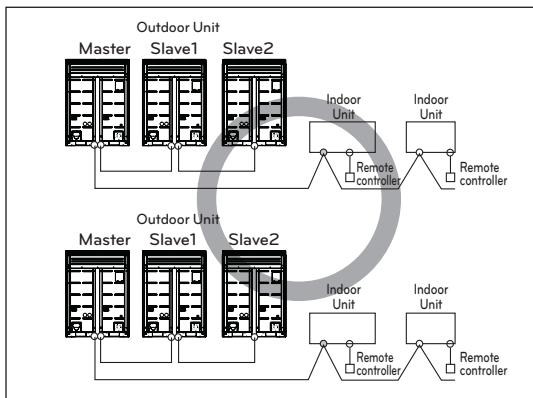 Outdoor Unit
Master Slave1 Slave2
Indoor
Unit
Indoor
Unit
Remote
controller
Remote
controller
Outdoor Unit
Master Slave1 Slave2
Indoor
Unit
Indoor
Unit
Remote
controller
Remote
controller